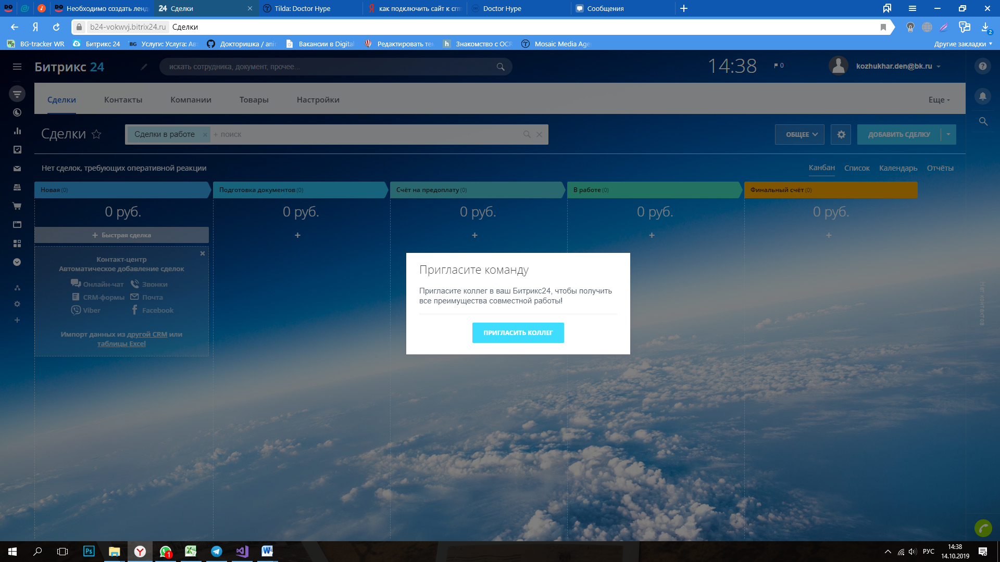 Необходимо создать ленд
24 Сделки
Tilda: Doctor Hype
как подключить сайт к crm
Doctor Hype
Сообщения
b24-vokwvj.bitrix24.ru Сделки
2
BG-tracker WR
Битрикс 24
BG Услуги: Услуга: Ав
Докторишка / ani
Вакансии в Digital
Редактировать тем
h Знакомство с OCR
Mosaic Media Age
Другие закладки
Битрикс 24
искать сотрудника, документ, прочее...
14:38
0
kozhukhar.den@bk.ru
Сделки
Контакты
Компании
Товары
Настройки
Еще
Сделки
Сделки в работе
+ поиск
ОБЩЕЕ
ДОБАВИТЬ СДЕЛКУ
Нет сделок, требующих оперативной реакции
Канбан
Список
Календарь
Отчёты
Новая (0)
Подготовка документов (0)
Счёт на предоплату (0)
В работе (0)
Финальный счёт (0)
0 руб.
0 руб.
0 руб.
0 руб.
0 руб.
+ Быстрая сделка
+
+
+
+
Контакт-центр
Автоматическое добавление сделок
Онлайн-чат
Звонки
CRM-формы
Почта
Viber
Facebook
Импорт данных из другой CRM или
таблицы Excel
Пригласите команду
Пригласите коллег в ваш Битрикс24, чтобы получить
все преимущества совместной работы!
ПРИГЛАСИТЬ КОЛЛЕГ
Нет контактов
Ps
1
РУС
14:38
14.10.2019